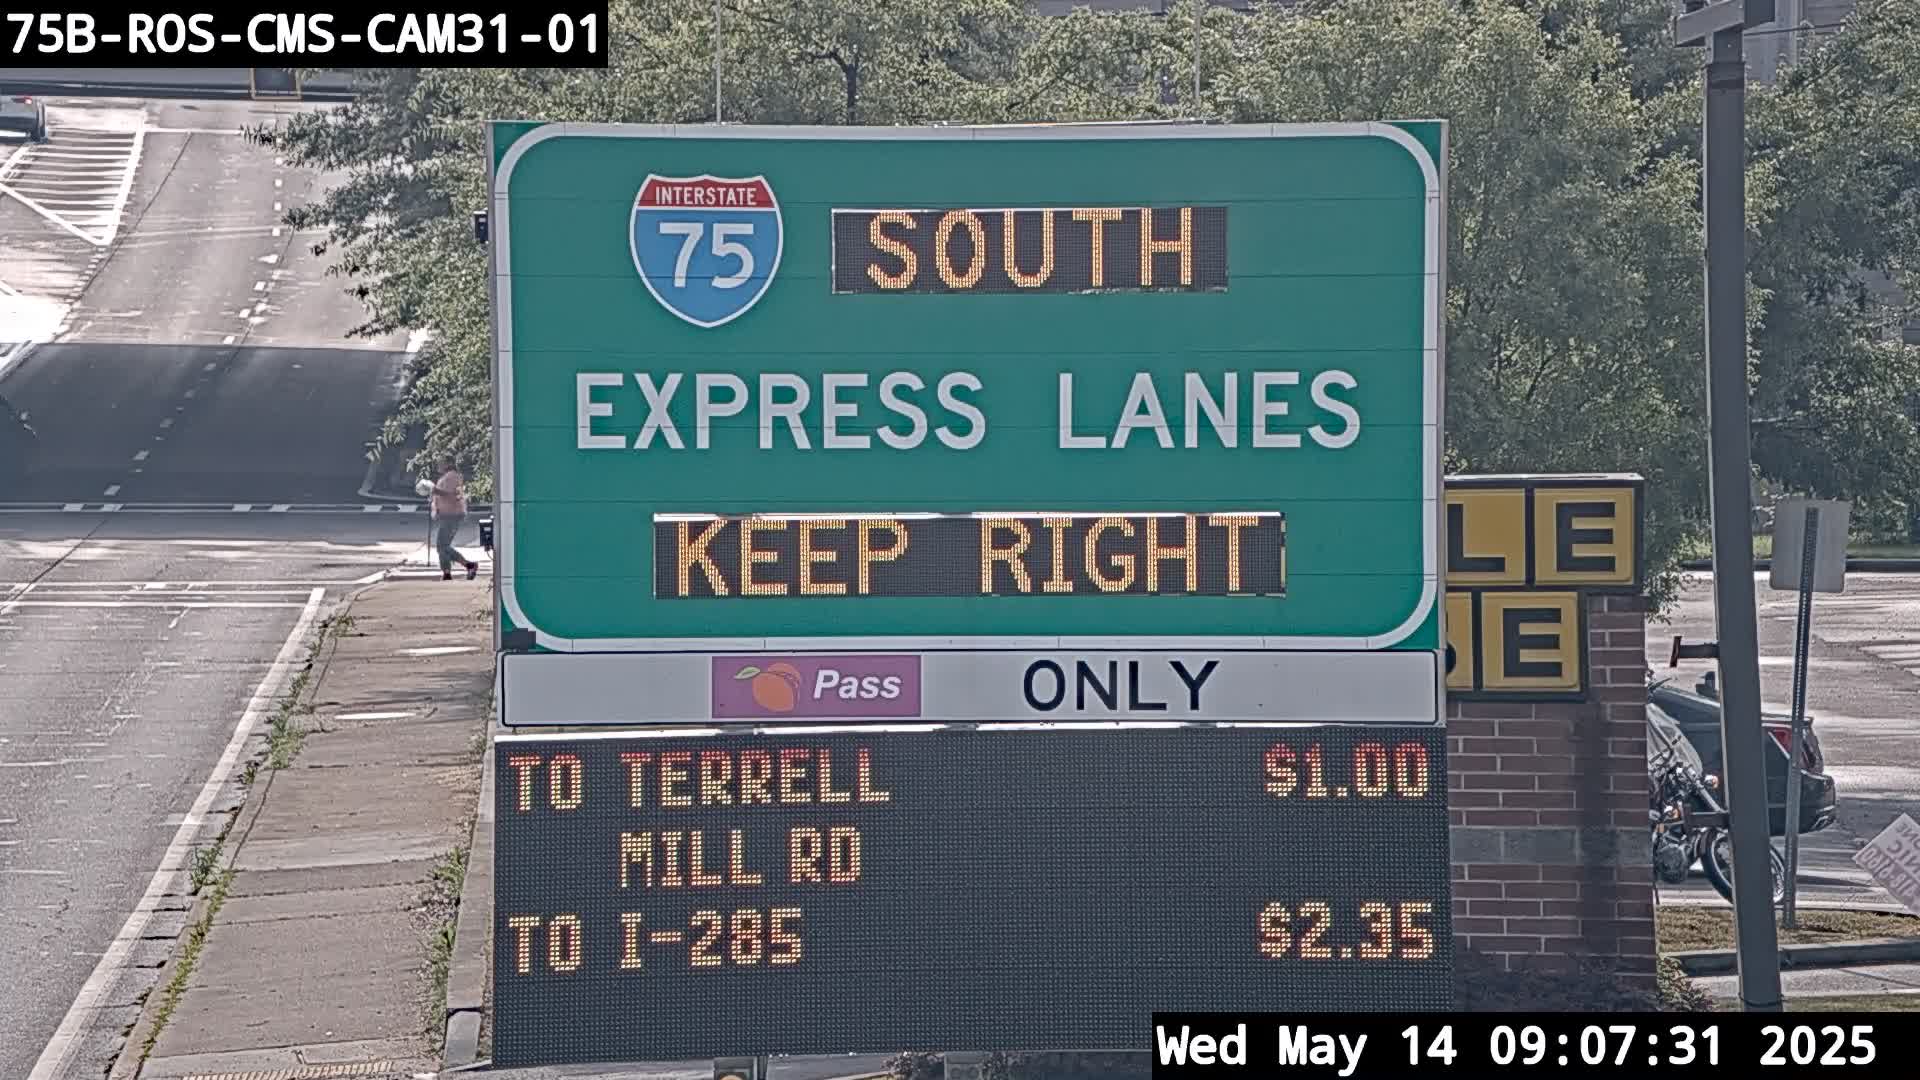 75B-ROS-CMS-CAM31-01
INTERSTATE
75
SOUTH
EXPRESS LANES
KEEP RIGHT
Pass ONLY
TO TERRELL $1.00
MILL RD
TO I-285 $2.35
LE
E
Wed May 14 09:07:31 2025